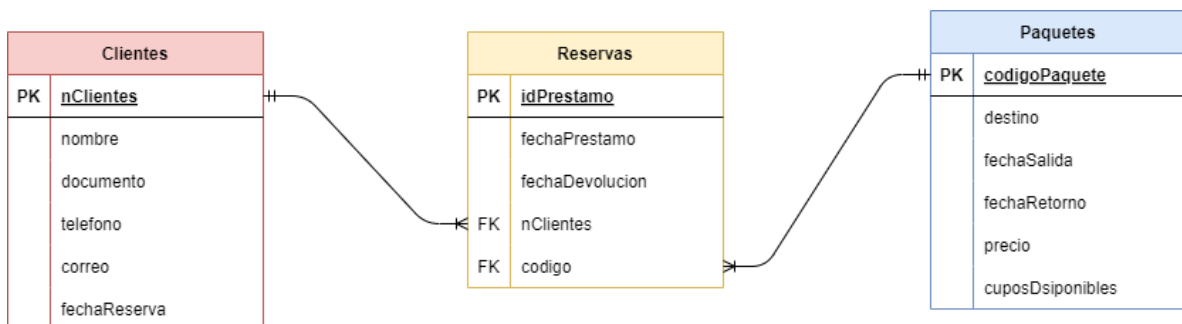 Clientes
PK nClientes
nombre
documento
telefono
correo
fechaReserva
Reservas
PK idPrestamo
fechaPrestamo
fechaDevolucion
FK nClientes
FK codigo
Paquetes
PK codigoPaquete
destino
fechaSalida
fechaRetorno
precio
cuposDsiponibles